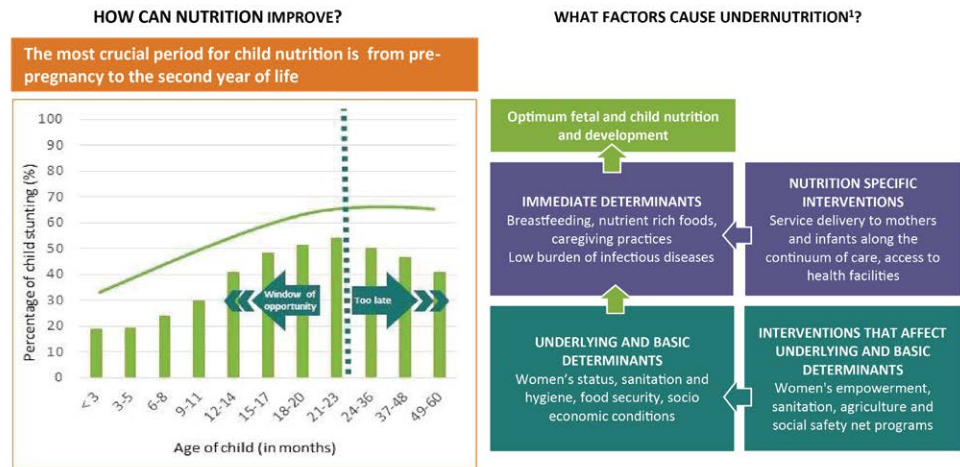 HOW CAN NUTRITION IMPROVE?
The most crucial period for child nutrition is from pre-
pregnancy to the second year of life
Percentage of child stunting (%)
100
90
80
70
60
50
40
30
20
10
0
Window of
opportunity
Too late
< 3
3-5
6-8
9-11
12-14
15-17
18-20
21-23
24-36
37-48
49-60
Age of child (in months)
WHAT FACTORS CAUSE UNDERNUTRITION¹?
Optimum fetal and child nutrition
and development
IMMEDIATE DETERMINANTS
Breastfeeding, nutrient rich foods,
caregiving practices
Low burden of infectious diseases
NUTRITION SPECIFIC
INTERVENTIONS
Service delivery to mothers
and infants along the
continuum of care, access to
health facilities
UNDERLYING AND BASIC
DETERMINANTS
Women's status, sanitation and
hygiene, food security, socio
economic conditions
INTERVENTIONS THAT AFFECT
UNDERLYING AND BASIC
DETERMINANTS
Women's empowerment,
sanitation, agriculture and
social safety net programs